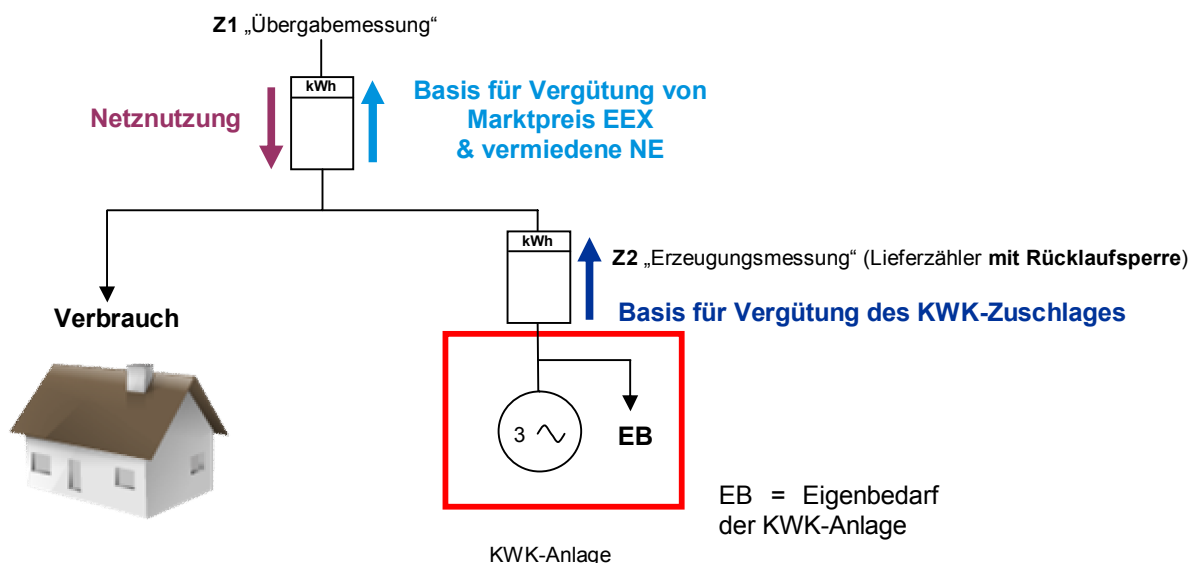 Z1 „Übergabemessung“
kWh
Netznutzung
Basis für Vergütung von
Marktpreis EEX
& vermiedene NE
kWh
Z2 „Erzeugungsmessung“ (Lieferzähler mit Rücklaufsperre)
Basis für Vergütung des KWK-Zuschlages
Verbrauch
3
EB
EB = Eigenbedarf
der KWK-Anlage
KWK-Anlage